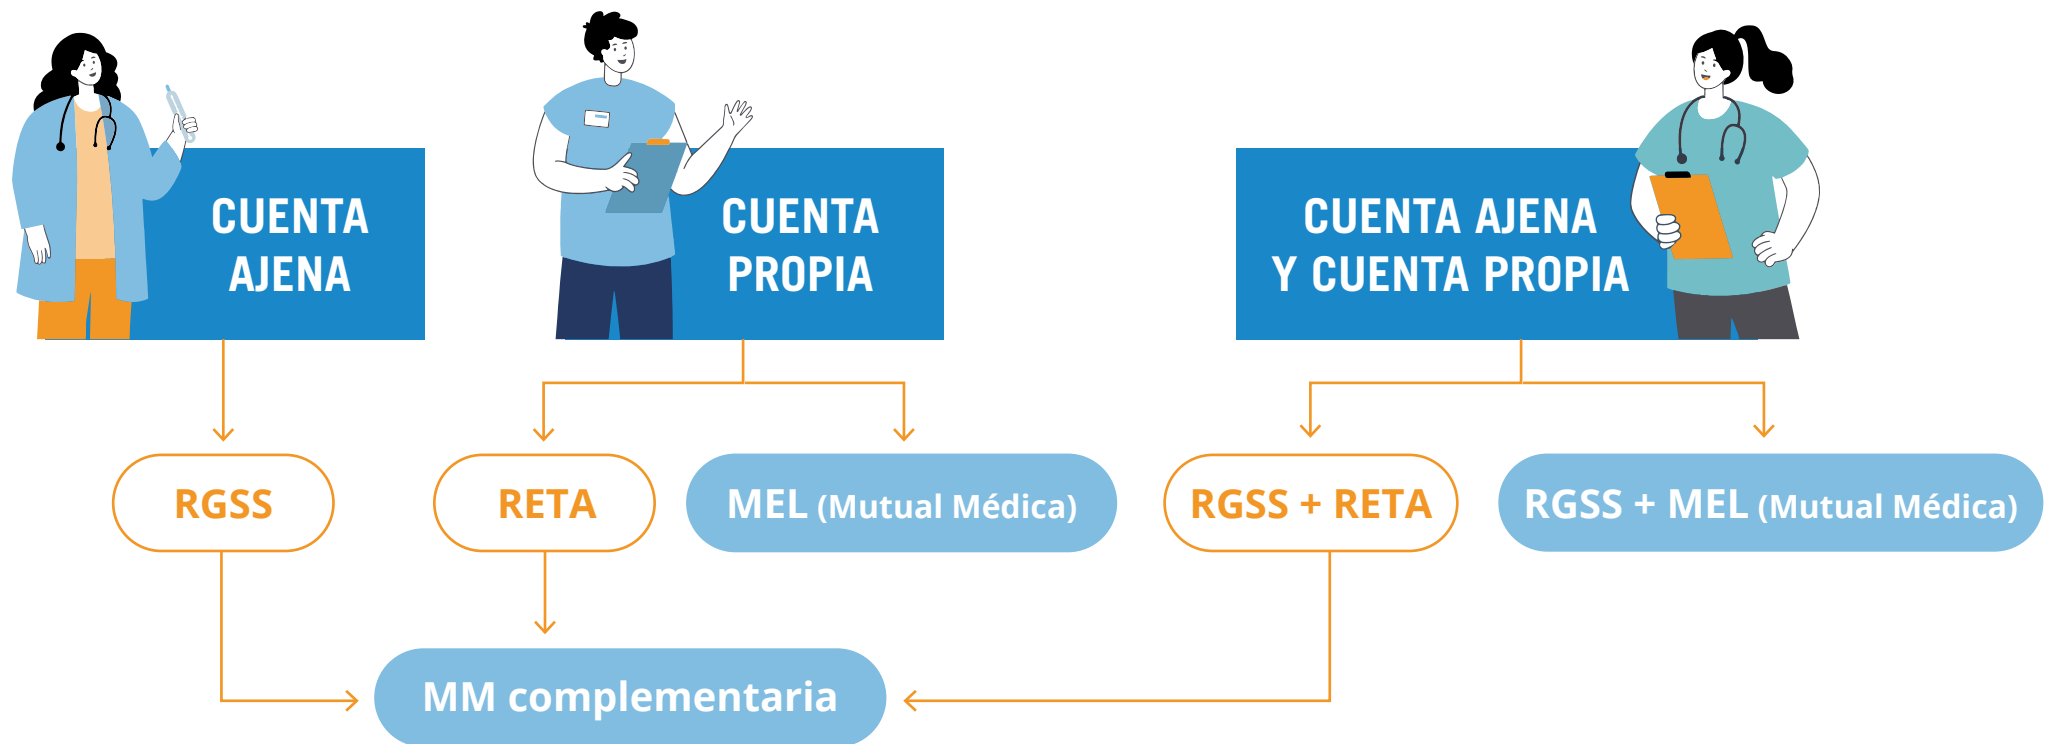 CUENTA
AJENA
CUENTA
PROPIA
CUENTA AJENA
Y CUENTA PROPIA
RGSS
RETA
MEL (Mutual Médica)
RGSS + RETA
RGSS + MEL (Mutual Médica)
MM complementaria